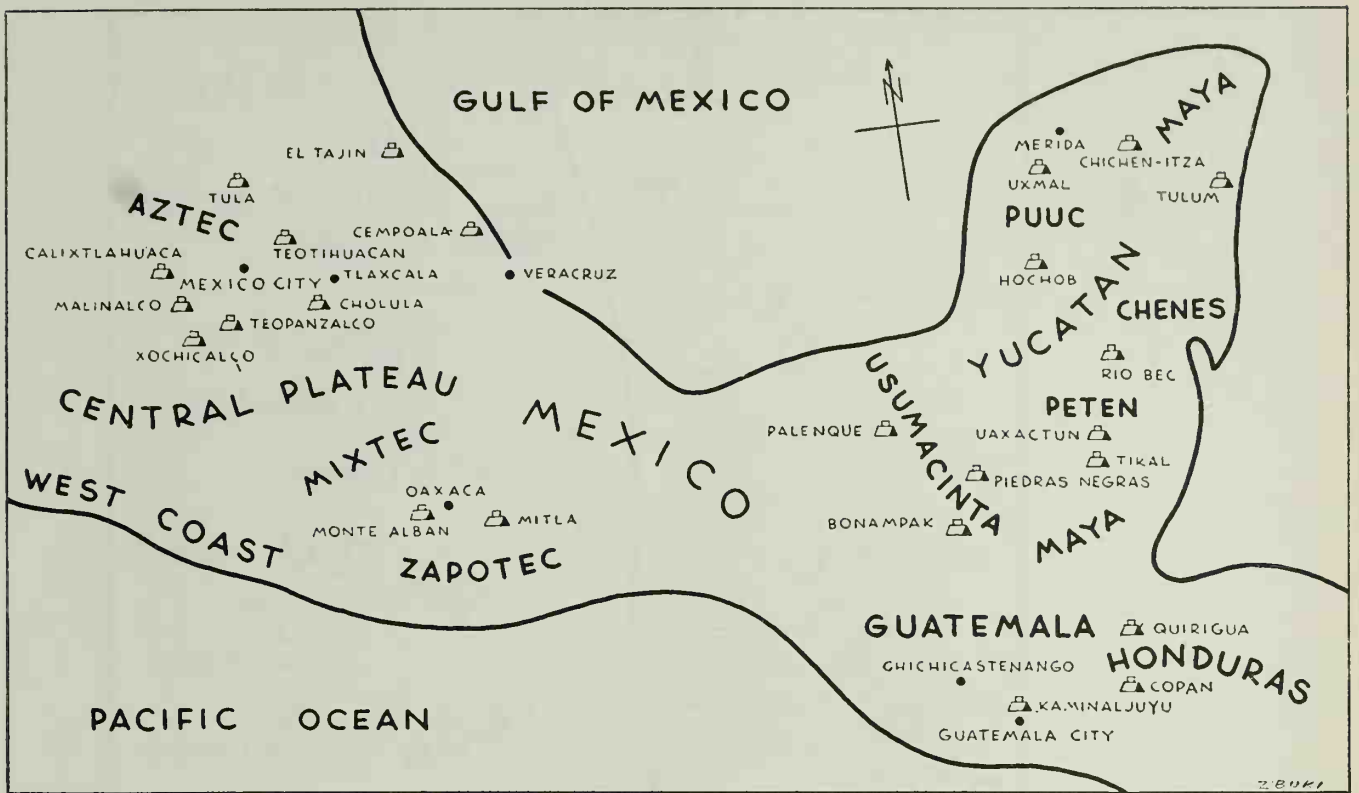 GULF OF MEXICO
N
MAYA
EL TAJIN
MERIDA
CHICHEN-ITZA
TULA
UXMAL
TULUM
AZTEC
PUUC
CEMPOALA
CALIXTLAHUACA
TEOTIHUACAN
MEXICO CITY
TLAXCALA
VERACRUZ
HOCHOB
YUCATAN
MALINALCO
CHOLULA
CHENES
TEOPANZALCO
XOCHICALCO
RIO BEC
CENTRAL PLATEAU
USUMACINTA
PETEN
MEXICO
MIXTEC
PALENQUE
UAXACTUN
TIKAL
PIEDRAS NEGRAS
WEST COAST
OAXACA
MONTE ALBAN
MITLA
BONAMPAK
MAYA
ZAPOTEC
GUATEMALA
QUIRIGUA
CHICHICASTENANGO
HONDURAS
COPAN
KAMINALJUYU
PACIFIC OCEAN
GUATEMALA CITY
Z. BUKI